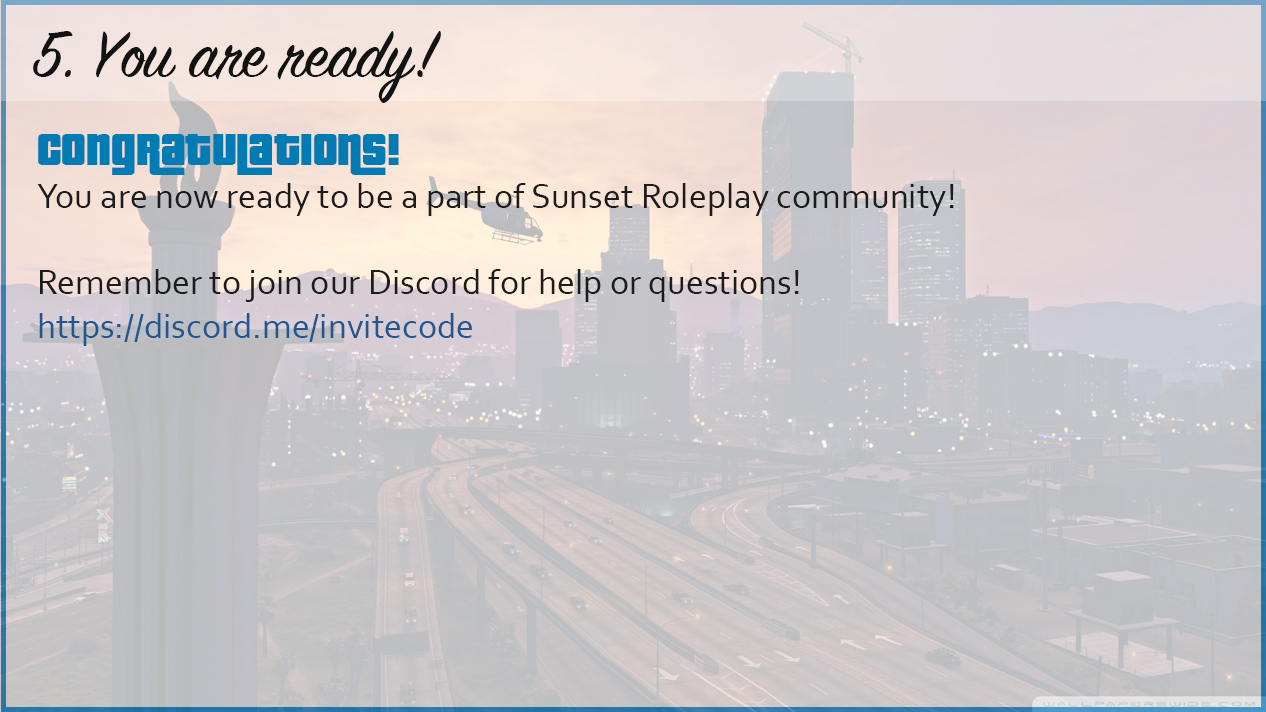 5. You are ready!
Congratulations!
You are now ready to be a part of Sunset Roleplay community!
Remember to join our Discord for help or questions!
https://discord.me/invitecode
WALLPAPERSWIDE.COM